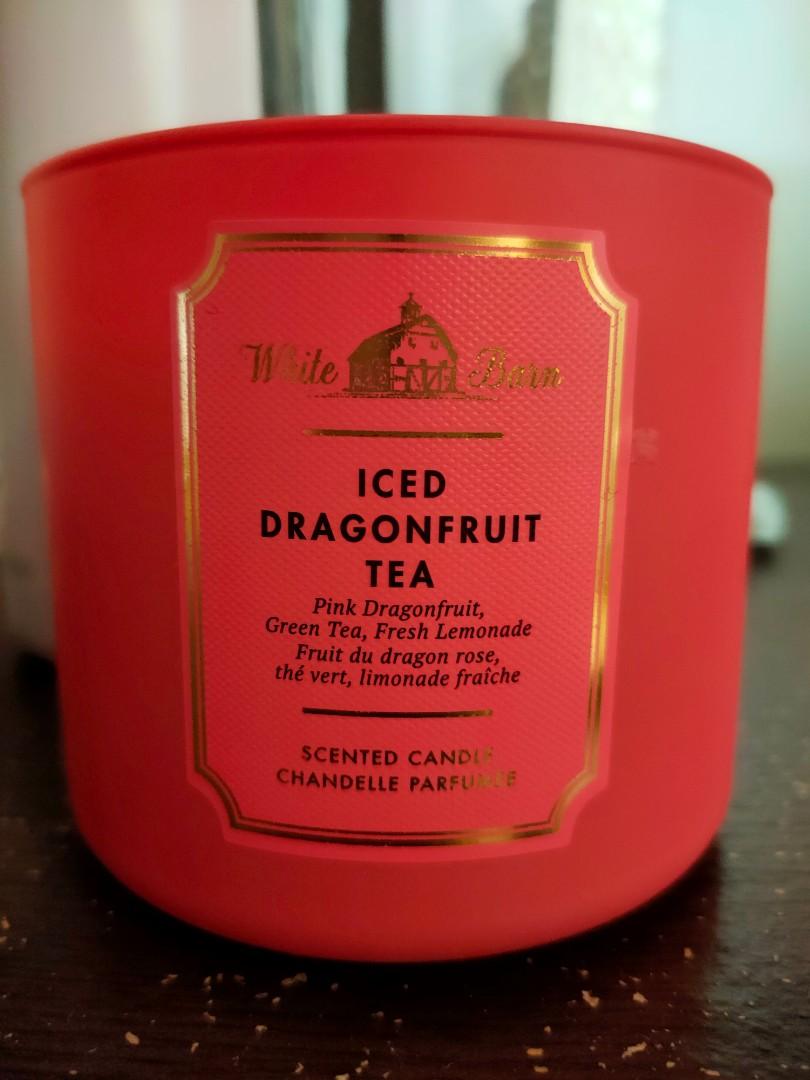 White Barn
ICED
DRAGONFRUIT
TEA
Pink Dragonfruit,
Green Tea, Fresh Lemonade
Fruit du dragon rose,
thé vert, limonade fraîche
SCENTED CANDLE
CHANDELLE PARFUMÉE